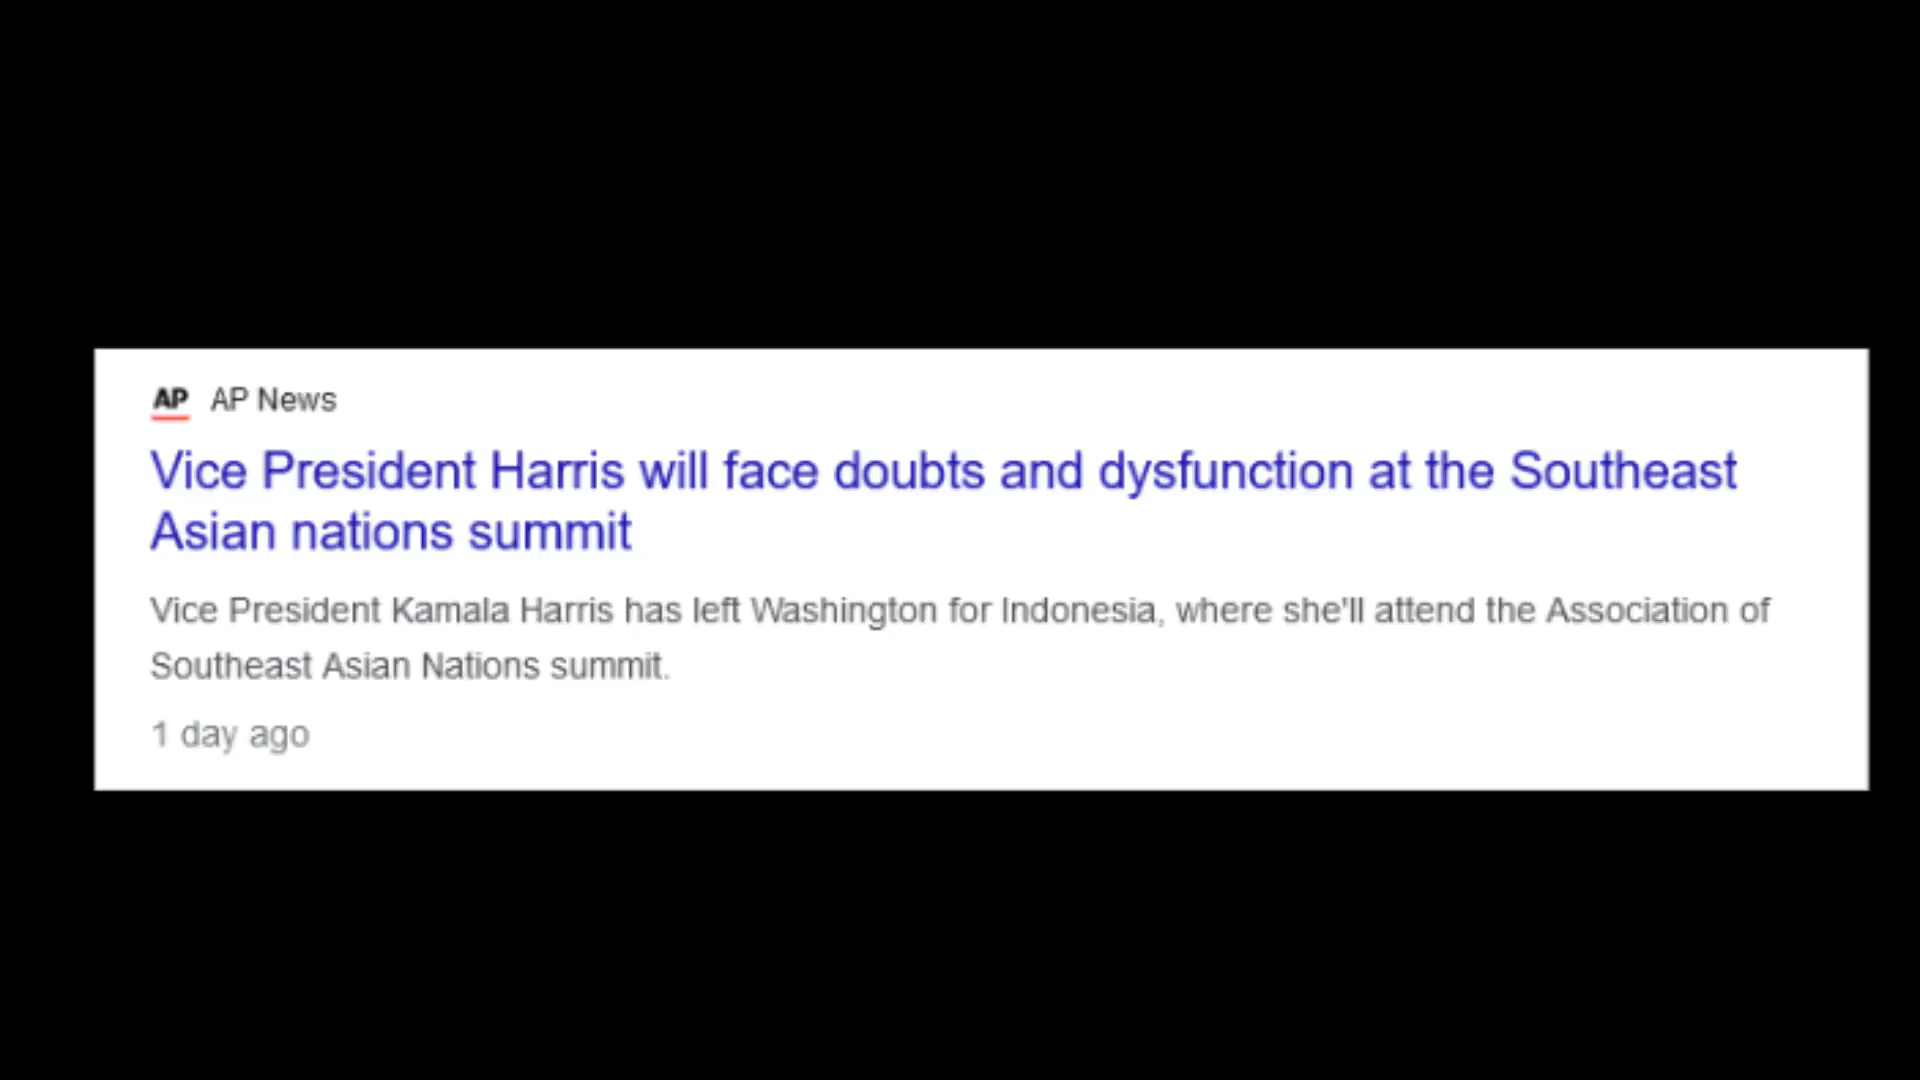 AP AP News
Vice President Harris will face doubts and dysfunction at the Southeast
Asian nations summit
Vice President Kamala Harris has left Washington for Indonesia, where she'll attend the Association of
Southeast Asian Nations summit.
1 day ago